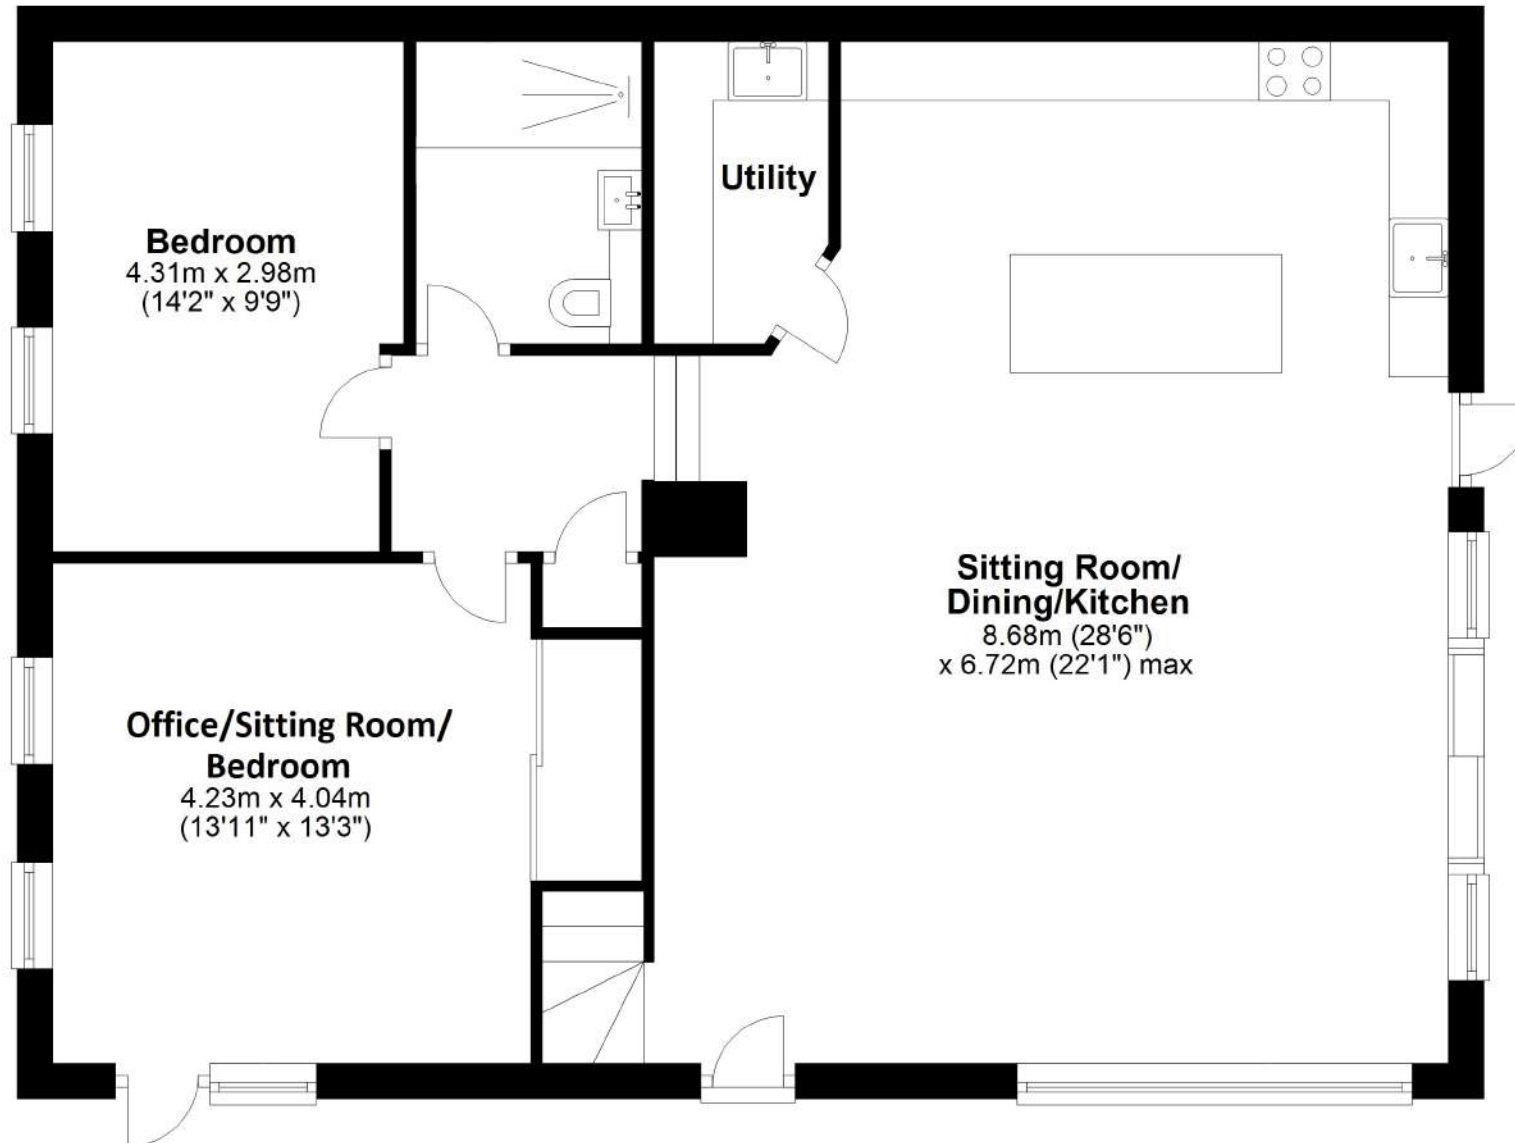 Utility
Bedroom
4.31m x 2.98m
(14'2" x 9'9")
Sitting Room/
Dining/Kitchen
8.68m (28'6")
x 6.72m (22'1") max
Office/Sitting Room/
Bedroom
4.23m x 4.04m
(13'11" x 13'3")